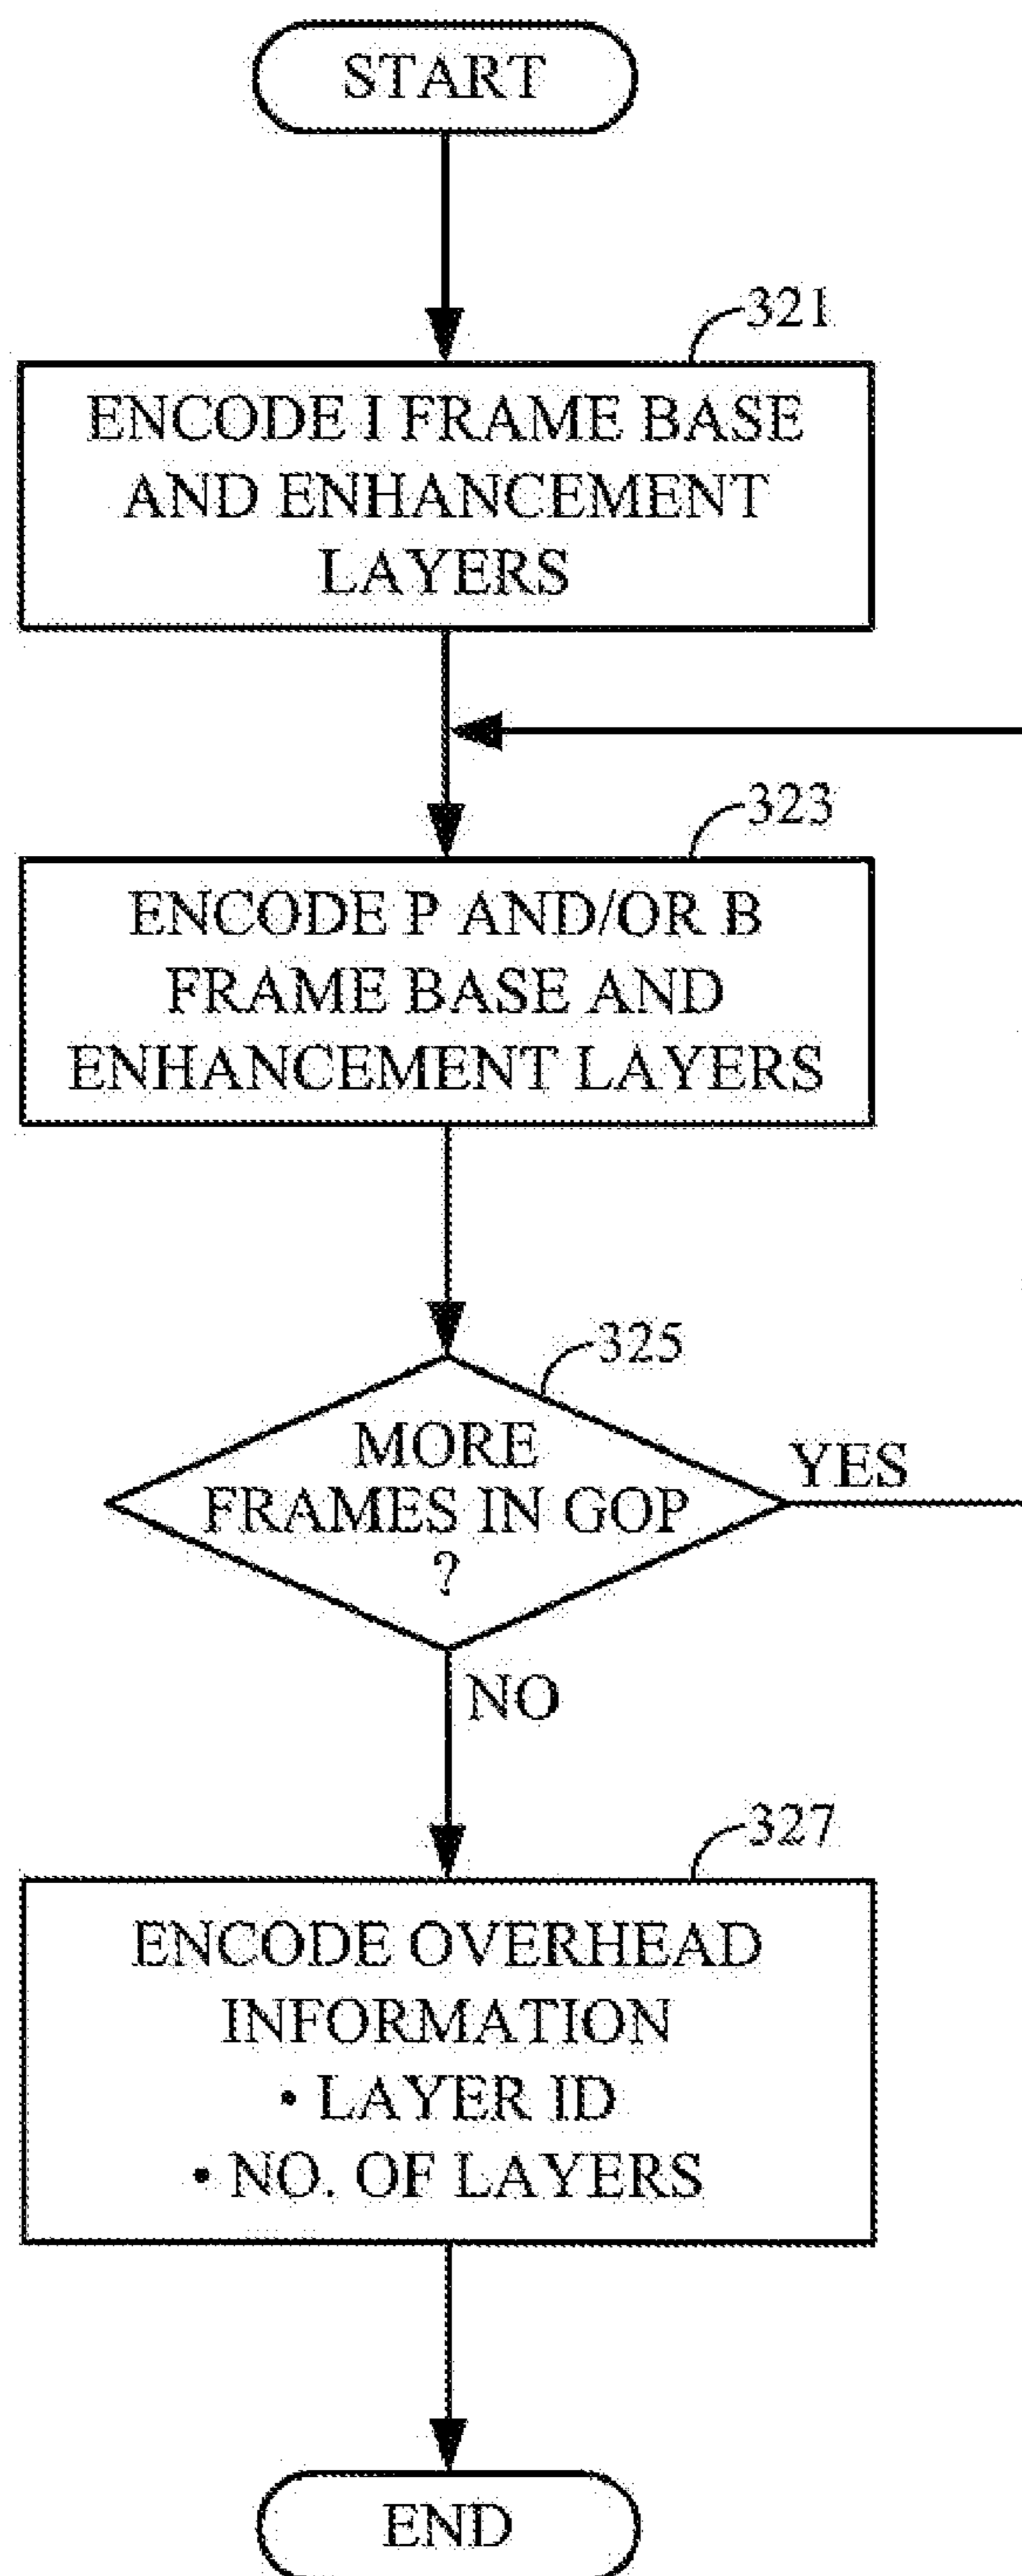 START
321
ENCODE I FRAME BASE
AND ENHANCEMENT
LAYERS
323
ENCODE P AND/OR B
FRAME BASE AND
ENHANCEMENT LAYERS
325
MORE
FRAMES IN GOP
?
YES
NO
327
ENCODE OVERHEAD
INFORMATION
• LAYER ID
• NO. OF LAYERS
END